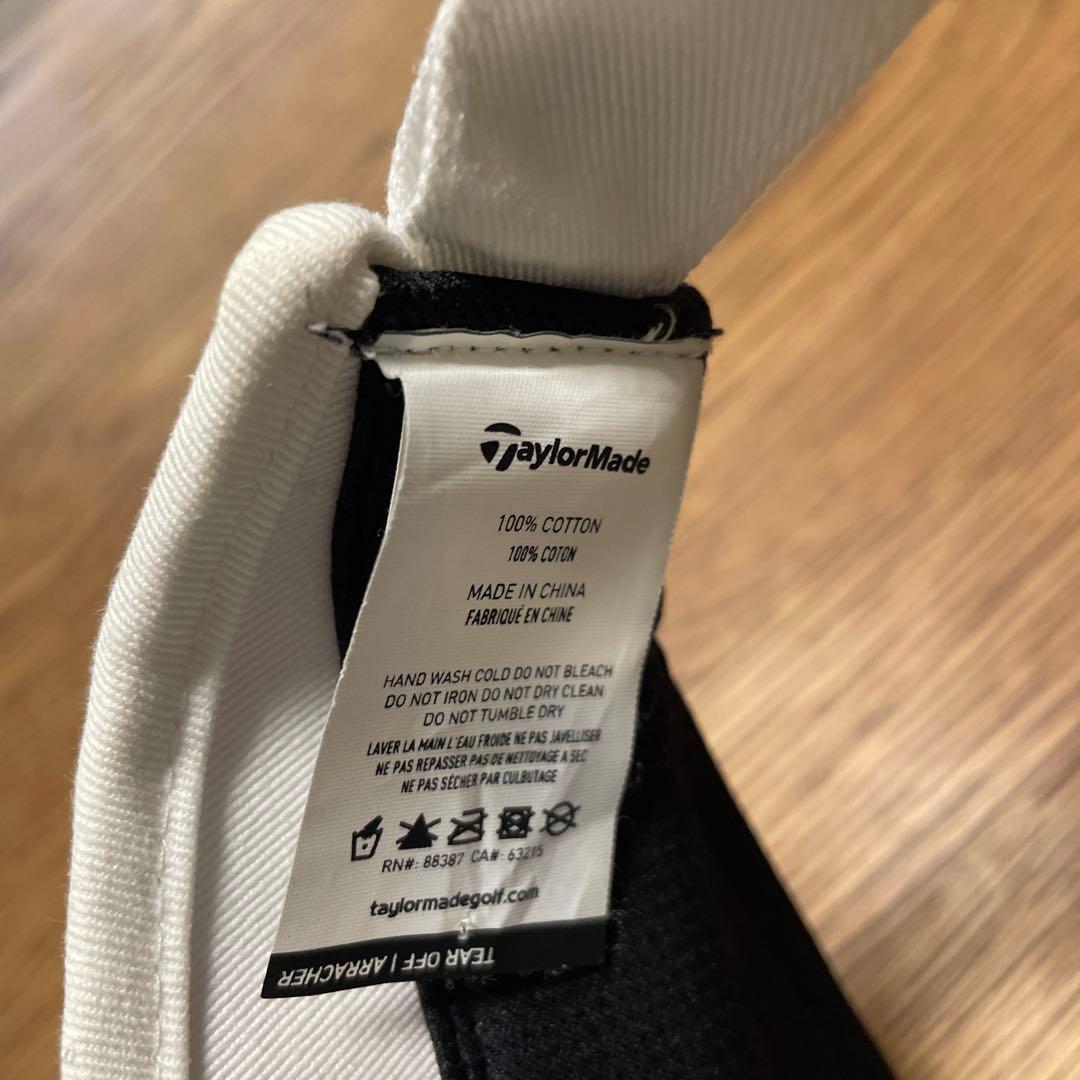 TaylorMade
100% COTTON
100% COTON
MADE IN CHINA
FABRIQUÉ EN CHINE
HAND WASH COLD DO NOT BLEACH
DO NOT IRON DO NOT DRY CLEAN
DO NOT TUMBLE DRY
LAVER LA MAIN L'EAU FROIDE NE PAS JAVELLISER
NE PAS REPASSER PAS DE NETTOYAGE A SEC
NE PAS SÉCHER PAR CULBUTAGE
RN#: 88387 CA#: 63215
taylormadegolf.com
TEAR OFF | ARRACHER